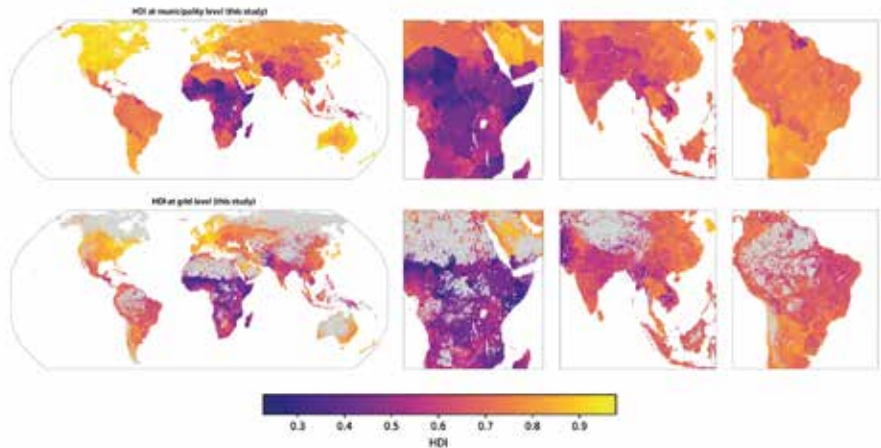 HDI at municipality level (this study)
HDI at grid level (this study)
0.3 0.4 0.5 0.6 0.7 0.8 0.9
HDI